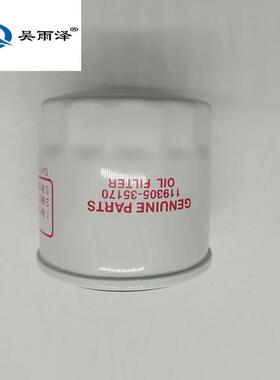 吴雨泽®
GENUINE PARTS
119305-35170
OIL FILTER